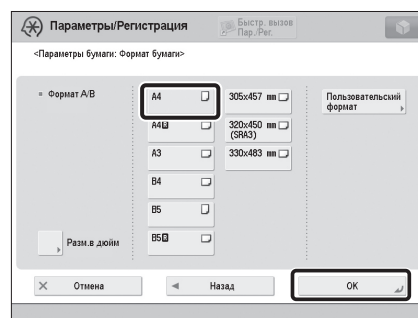 Параметры/Регистрация
Быстр. вызов
Пар./Рег.
<Параметры бумаги: Формат бумаги>
Формат A/B
A4
305x457 mm
Пользовательский
формат
A4R
320x450 mm
(SRA3)
A3
330x483 mm
B4
B5
Разм.в дюйм
B5R
Отмена
Назад
OK